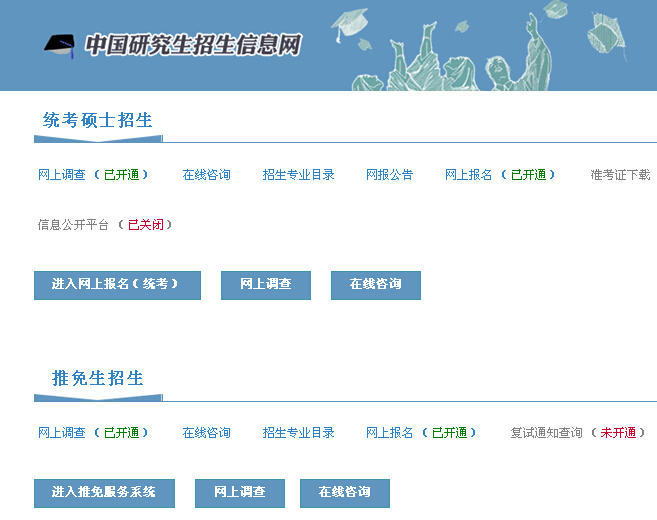 中国研究生招生信息网
统考硕士招生
网上调查（已开通） 在线咨询 招生专业目录 网报公告 网上报名（已开通） 准考证下载
信息公开平台（已关闭）
进入网上报名（统考） 网上调查 在线咨询
推免生招生
网上调查（已开通） 在线咨询 招生专业目录 网上报名（已开通） 复试通知查询（未开通）
进入推免服务系统 网上调查 在线咨询